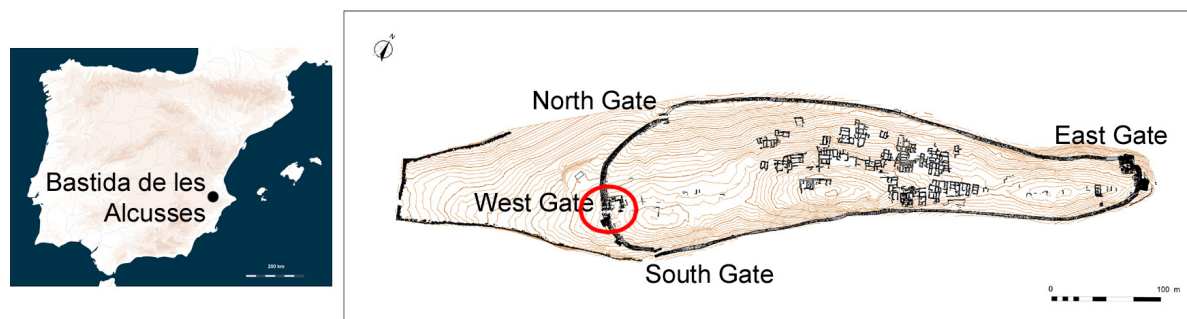 Bastida de les
Alcusses
200 km
N
North Gate
East Gate
West Gate
South Gate
0 100 m